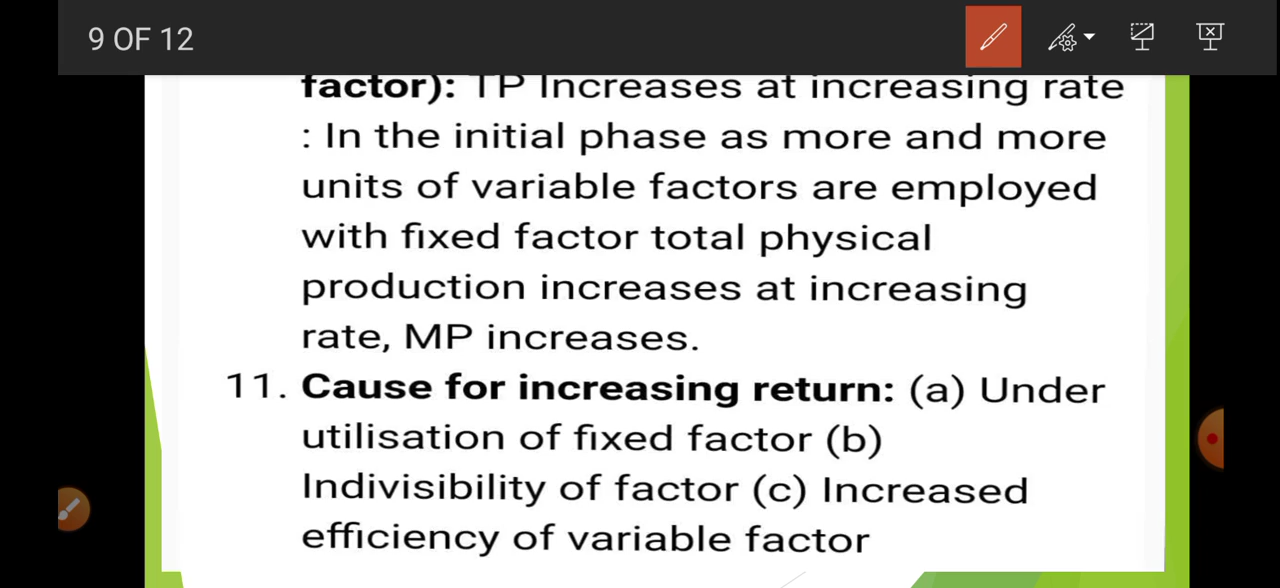 9 OF 12
factor): TP Increases at increasing rate
: In the initial phase as more and more
units of variable factors are employed
with fixed factor total physical
production increases at increasing
rate, MP increases.
11. Cause for increasing return: (a) Under
utilisation of fixed factor (b)
Indivisibility of factor (c) Increased
efficiency of variable factor